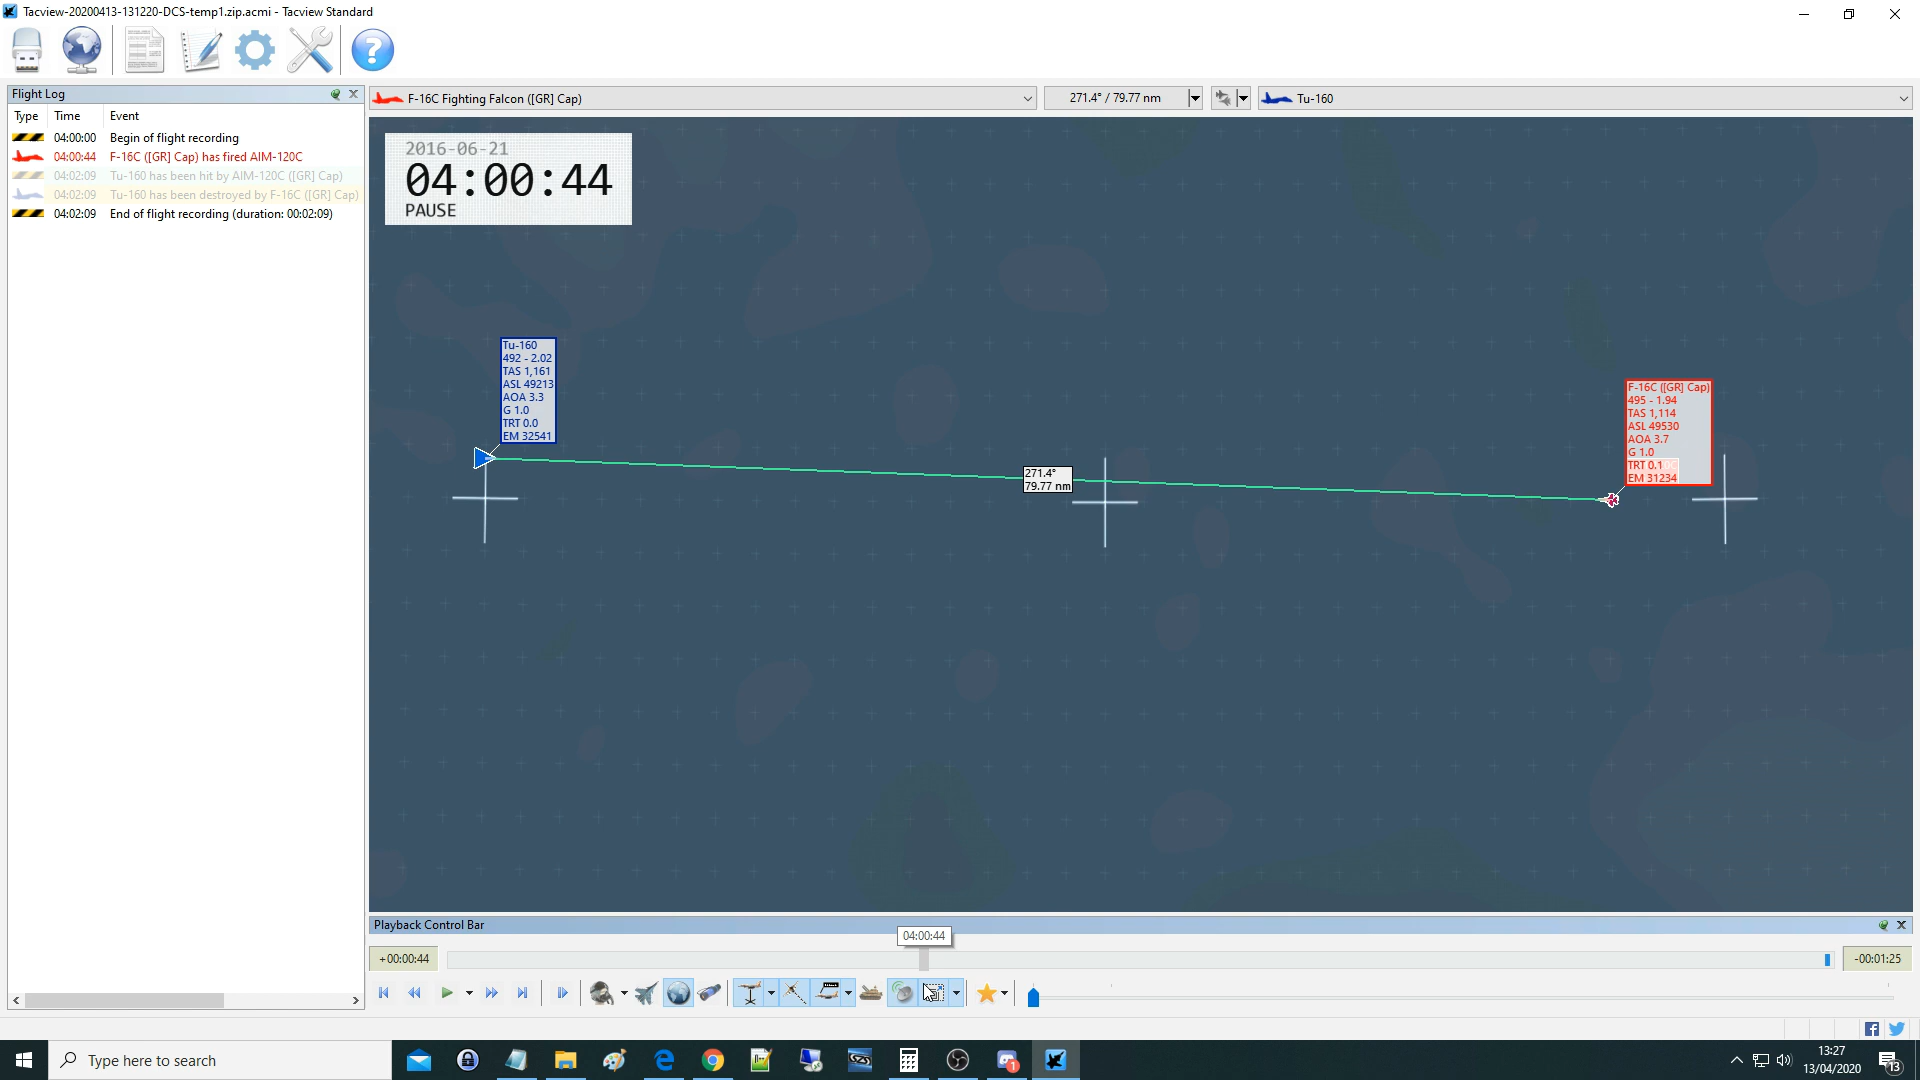 Tacview-20200413-131220-DCS-temp1.zip.acmi - Tacview Standard
Flight Log
F-16C Fighting Falcon ([GR] Cap)
271.4° / 79.77 nm
Tu-160
Type Time Event
04:00:00 Begin of flight recording
04:00:44 F-16C ([GR] Cap) has fired AIM-120C
04:02:09 Tu-160 has been hit by AIM-120C ([GR] Cap)
04:02:09 Tu-160 has been destroyed by F-16C ([GR] Cap)
04:02:09 End of flight recording (duration: 00:02:09)
2016-06-21
04:00:44
PAUSE
Tu-160
492 - 2.02
TAS 1,161
ASL 49213
AOA 3.3
G 1.0
TRT 0.0
EM 32541
271.4°
79.77 nm
F-16C ([GR] Cap)
495 - 1.94
TAS 1,114
ASL 49530
AOA 3.7
G 1.0
TRT 0.1
EM 31234
Playback Control Bar
04:00:44
+00:00:44
-00:01:25
Type here to search
1
13:27
13/04/2020
13